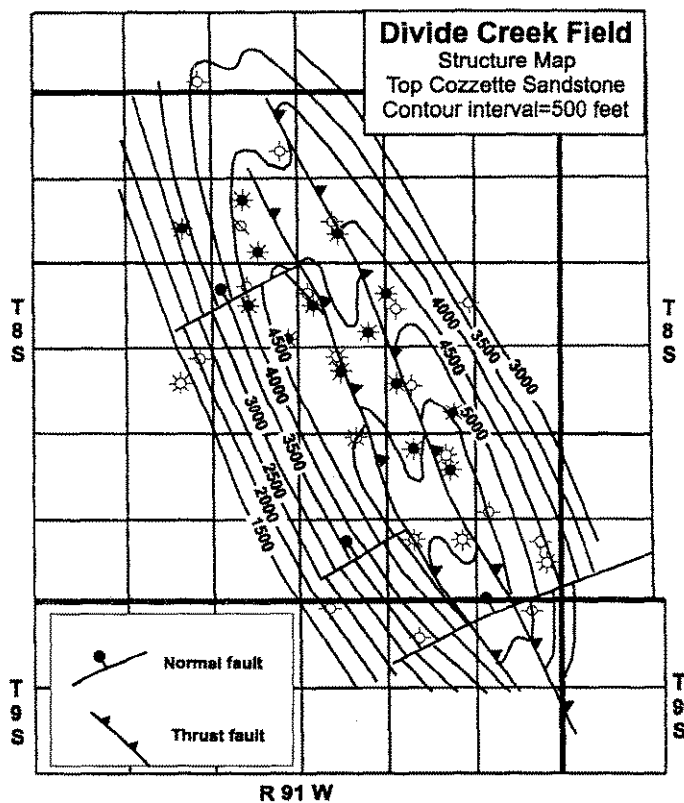 Divide Creek Field
Structure Map
Top Cozzette Sandstone
Contour interval=500 feet
T
8
S
T
8
S
4000
3500
3000
4500
5000
4500
4000
3500
3000
2500
2000
1500
Normal fault
Thrust fault
T
9
S
T
9
S
R 91 W